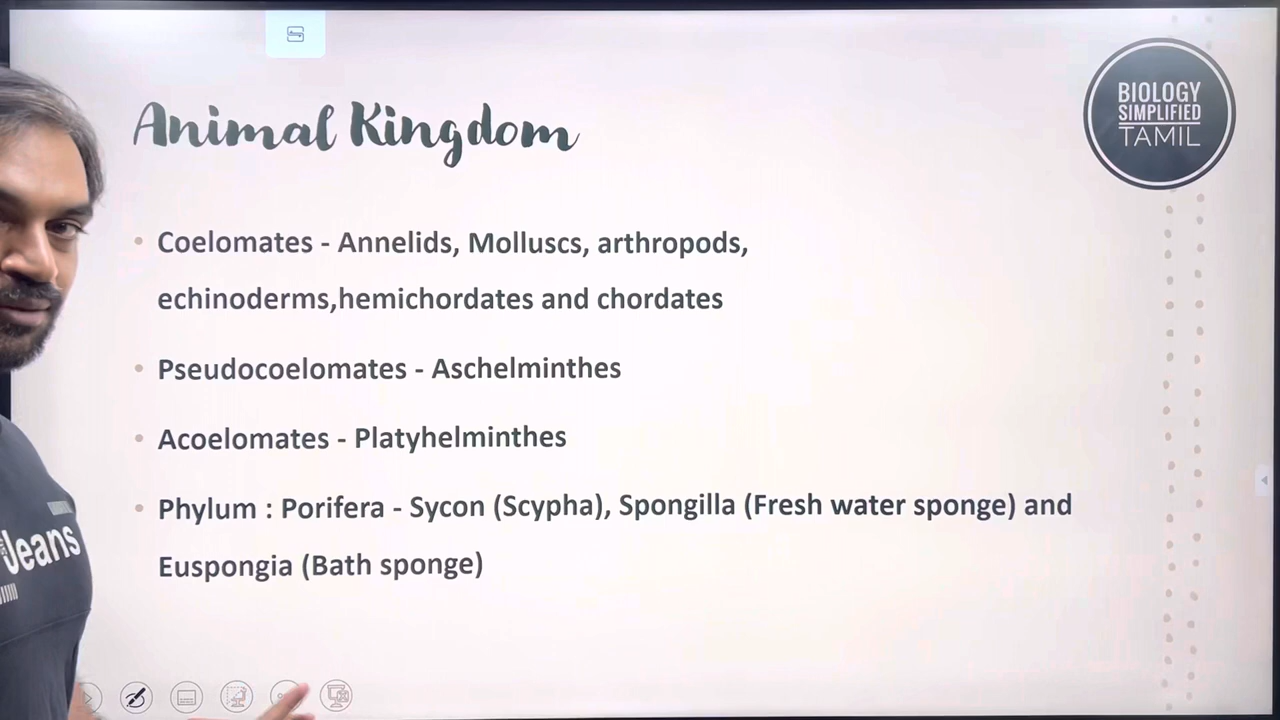 Animal Kingdom
BIOLOGY
SIMPLIFIED
TAMIL
Coelomates - Annelids, Molluscs, arthropods,
echinoderms,hemichordates and chordates
Pseudocoelomates - Aschelminthes
Acoelomates - Platyhelminthes
Phylum : Porifera - Sycon (Scypha), Spongilla (Fresh water sponge) and
Euspongia (Bath sponge)
Jeans